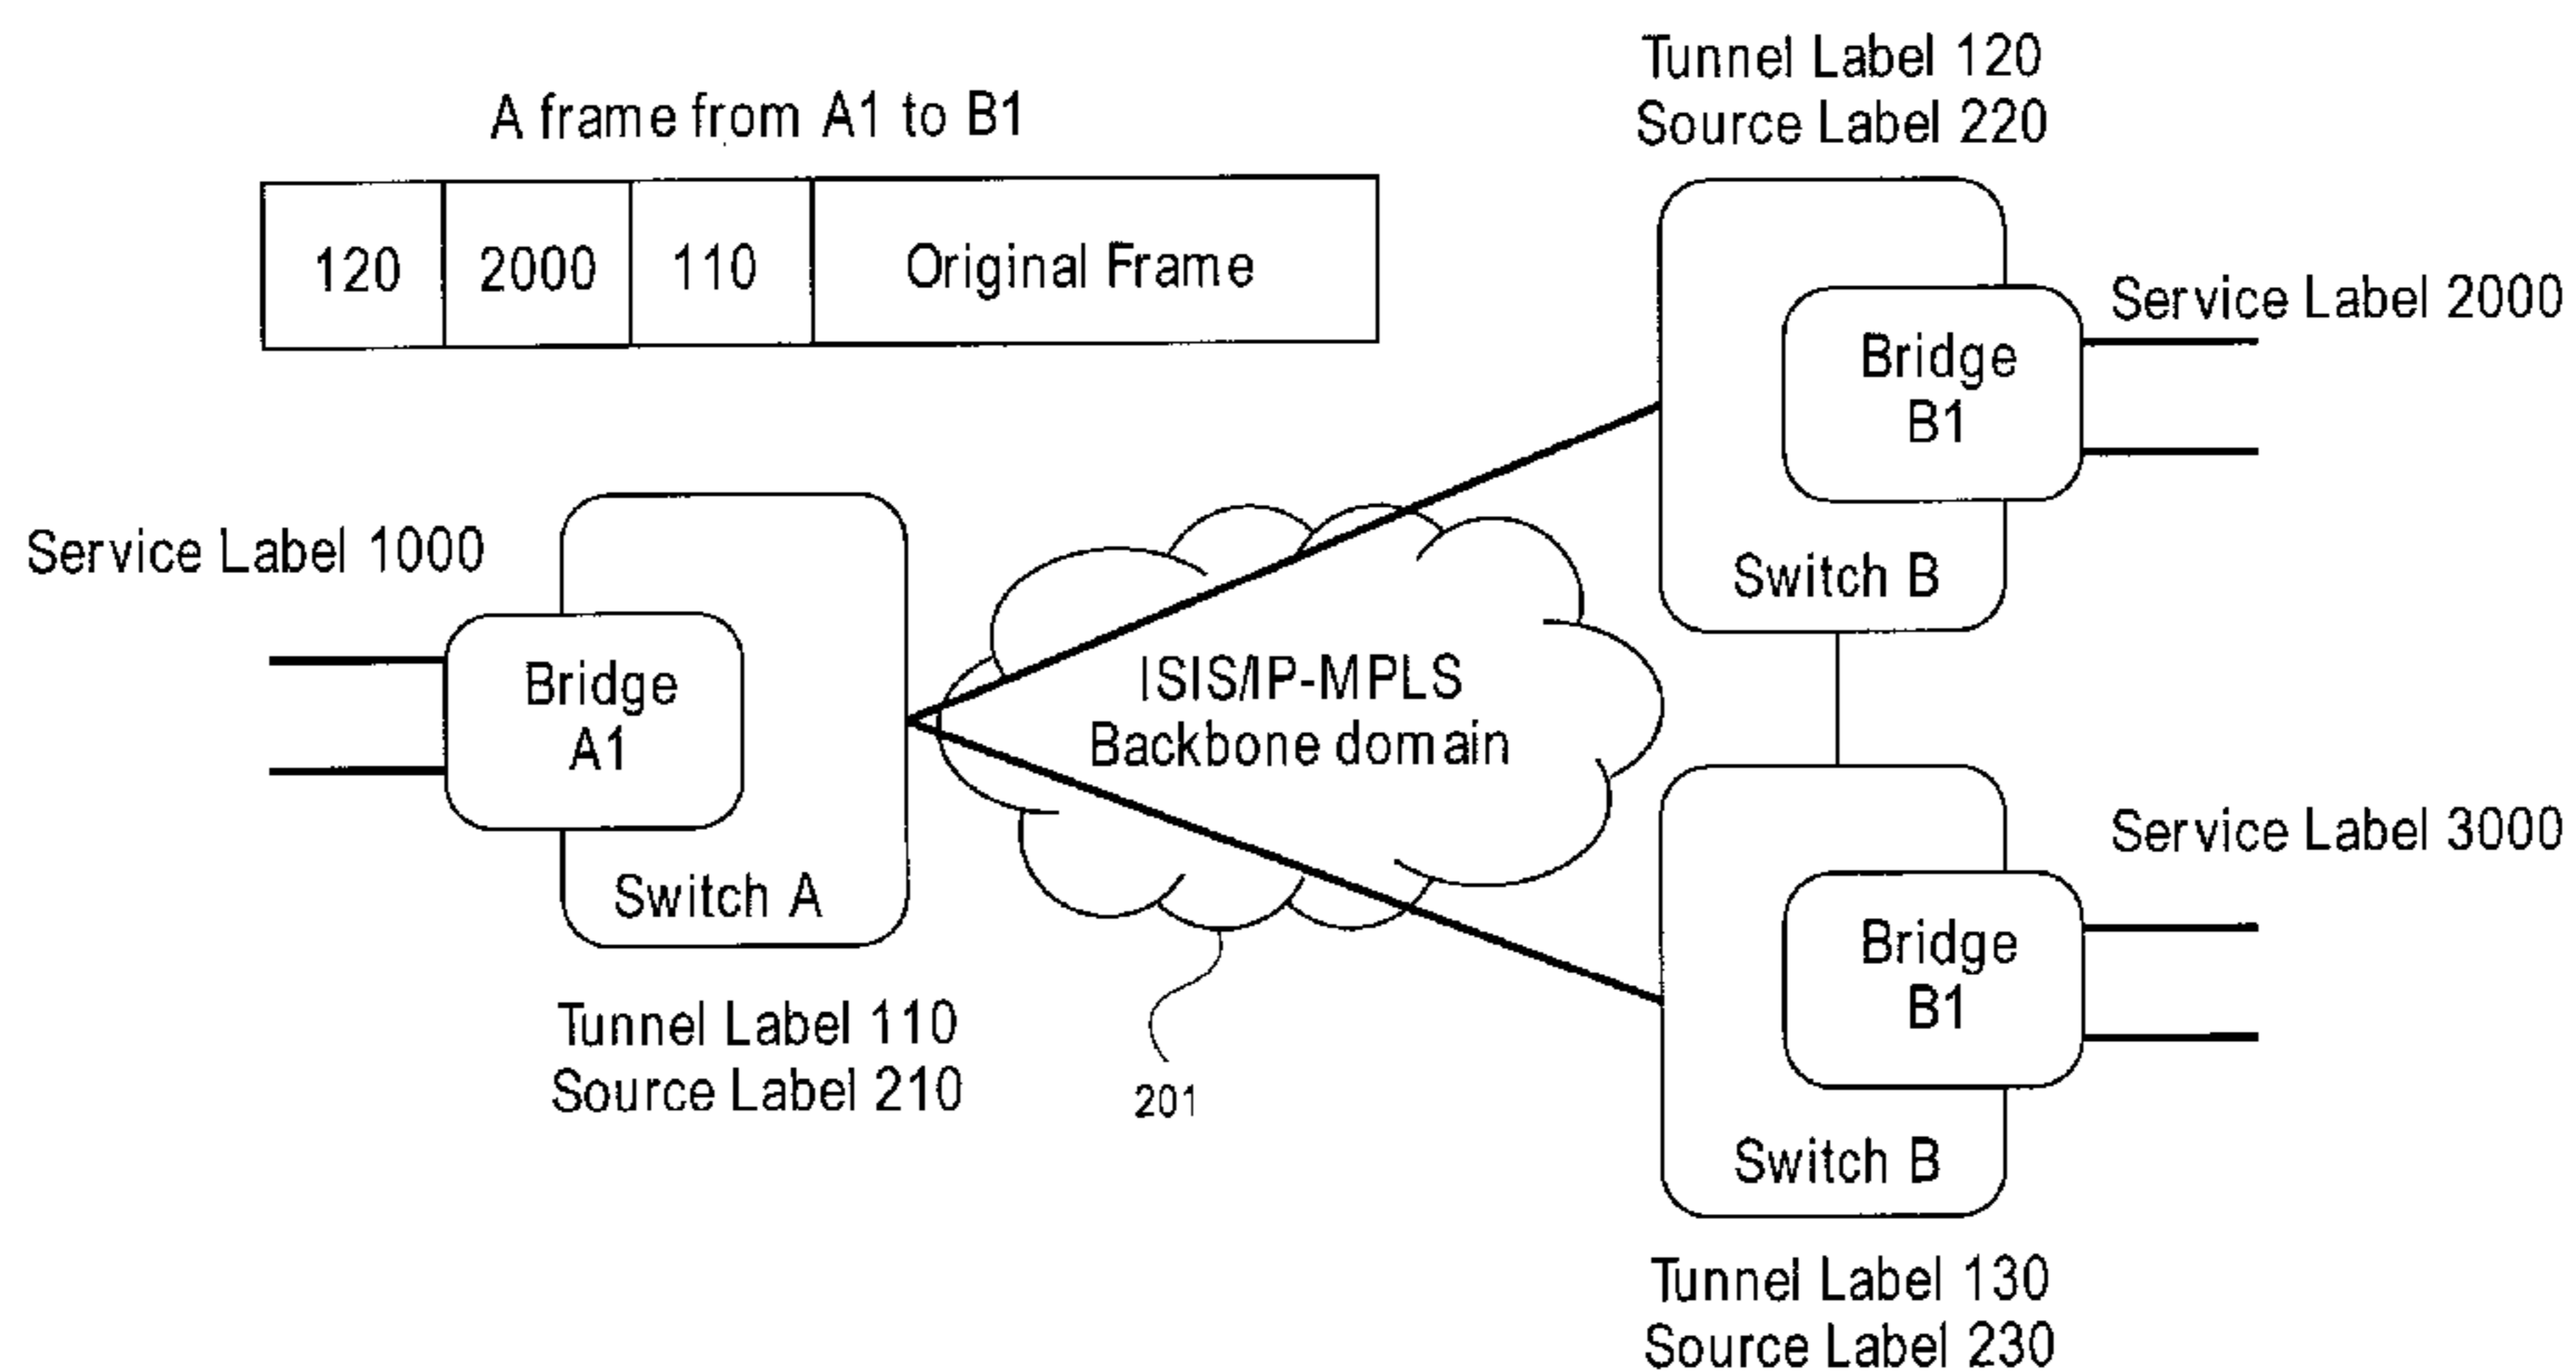 A frame from A1 to B1
120 2000 110 Original Frame
Tunnel Label 120
Source Label 220
Service Label 2000
Bridge
B1
Switch B
Service Label 1000
Bridge
A1
Switch A
Tunnel Label 110
Source Label 210
ISIS/IP-MPLS
Backbone domain
201
Service Label 3000
Bridge
B1
Switch B
Tunnel Label 130
Source Label 230